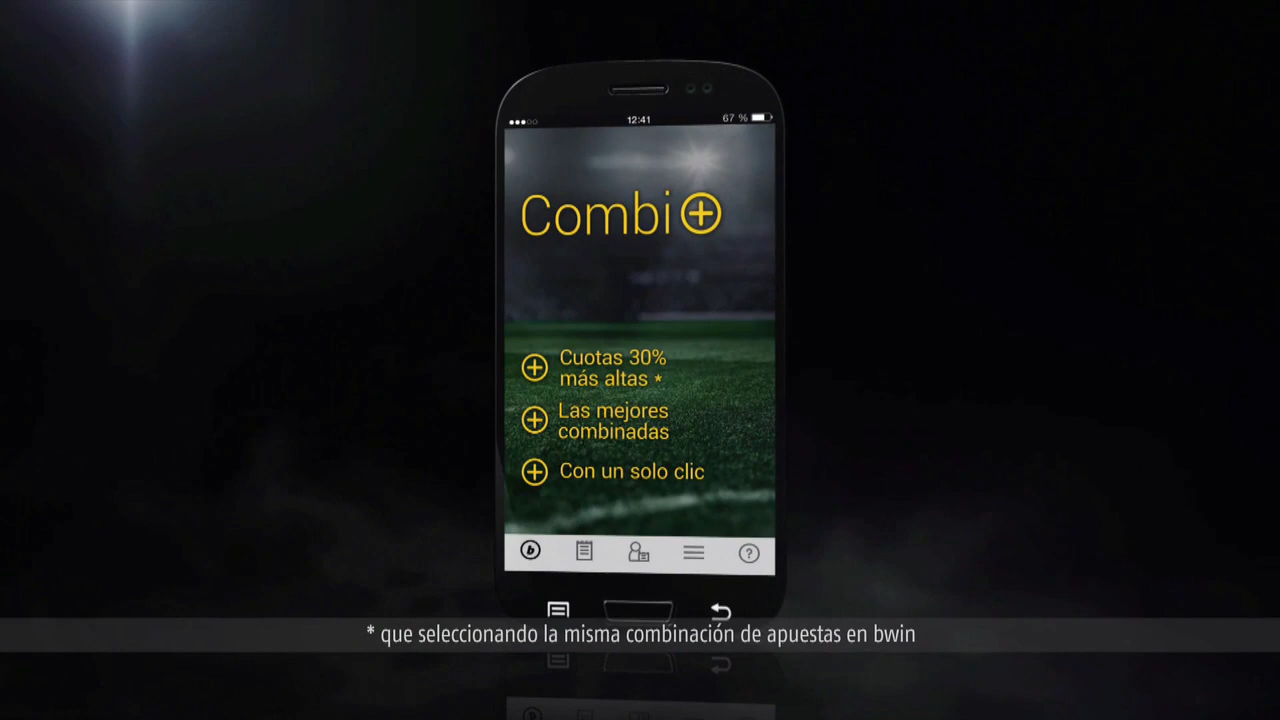 12:41
67 %
Combi+
Cuotas 30%
más altas *
Las mejores
combinadas
Con un solo clic
b
?
* que seleccionando la misma combinación de apuestas en bwin